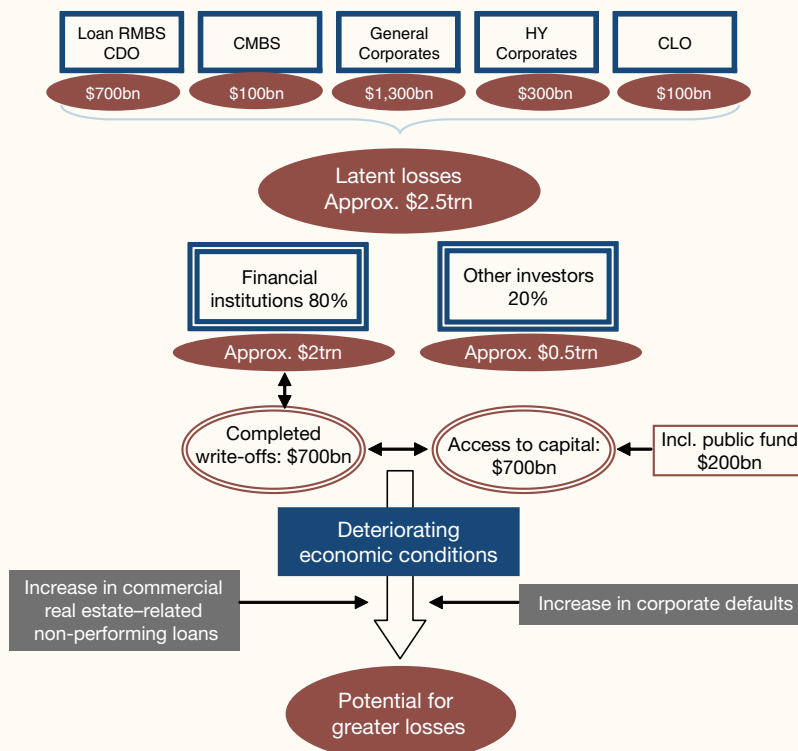 Loan RMBS
CDO
CMBS
General
Corporates
HY
Corporates
CLO
$700bn
$100bn
$1,300bn
$300bn
$100bn
Latent losses
Approx. $2.5trn
Financial
institutions 80%
Other investors
20%
Approx. $2trn
Approx. $0.5trn
Completed
write-offs: $700bn
Access to capital:
$700bn
Incl. public fund
$200bn
Deteriorating
economic conditions
Increase in commercial
real estate–related
non-performing loans
Increase in corporate defaults
Potential for
greater losses